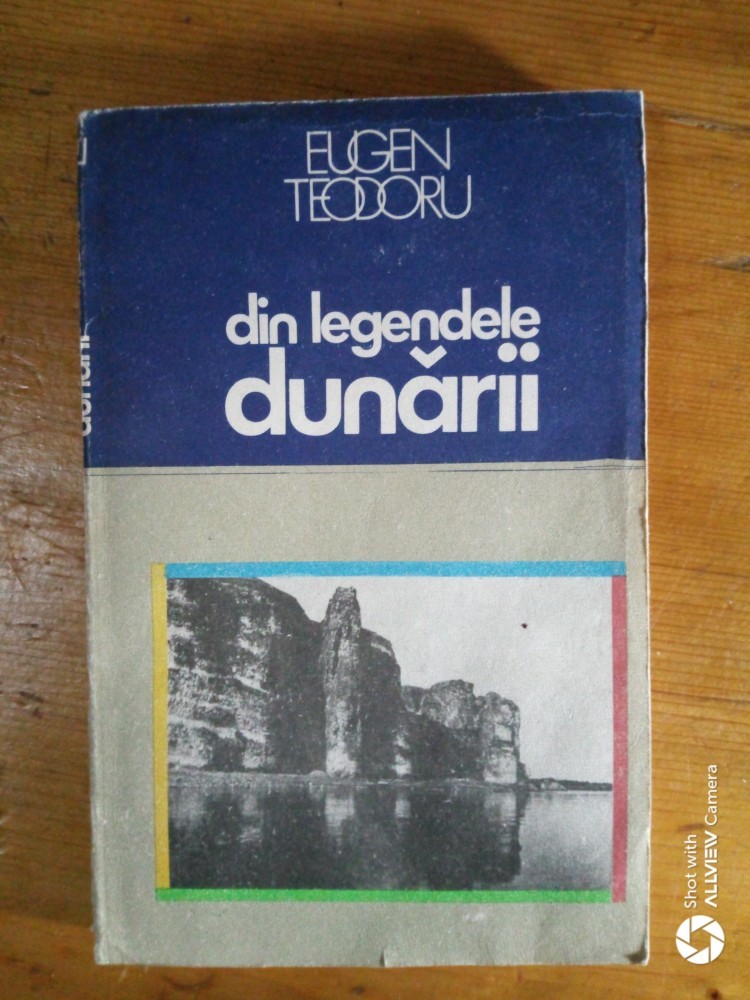 EUGEN
TEODORU
din legendele
dunării
dunării
Shot with
ALLVIEW Camera